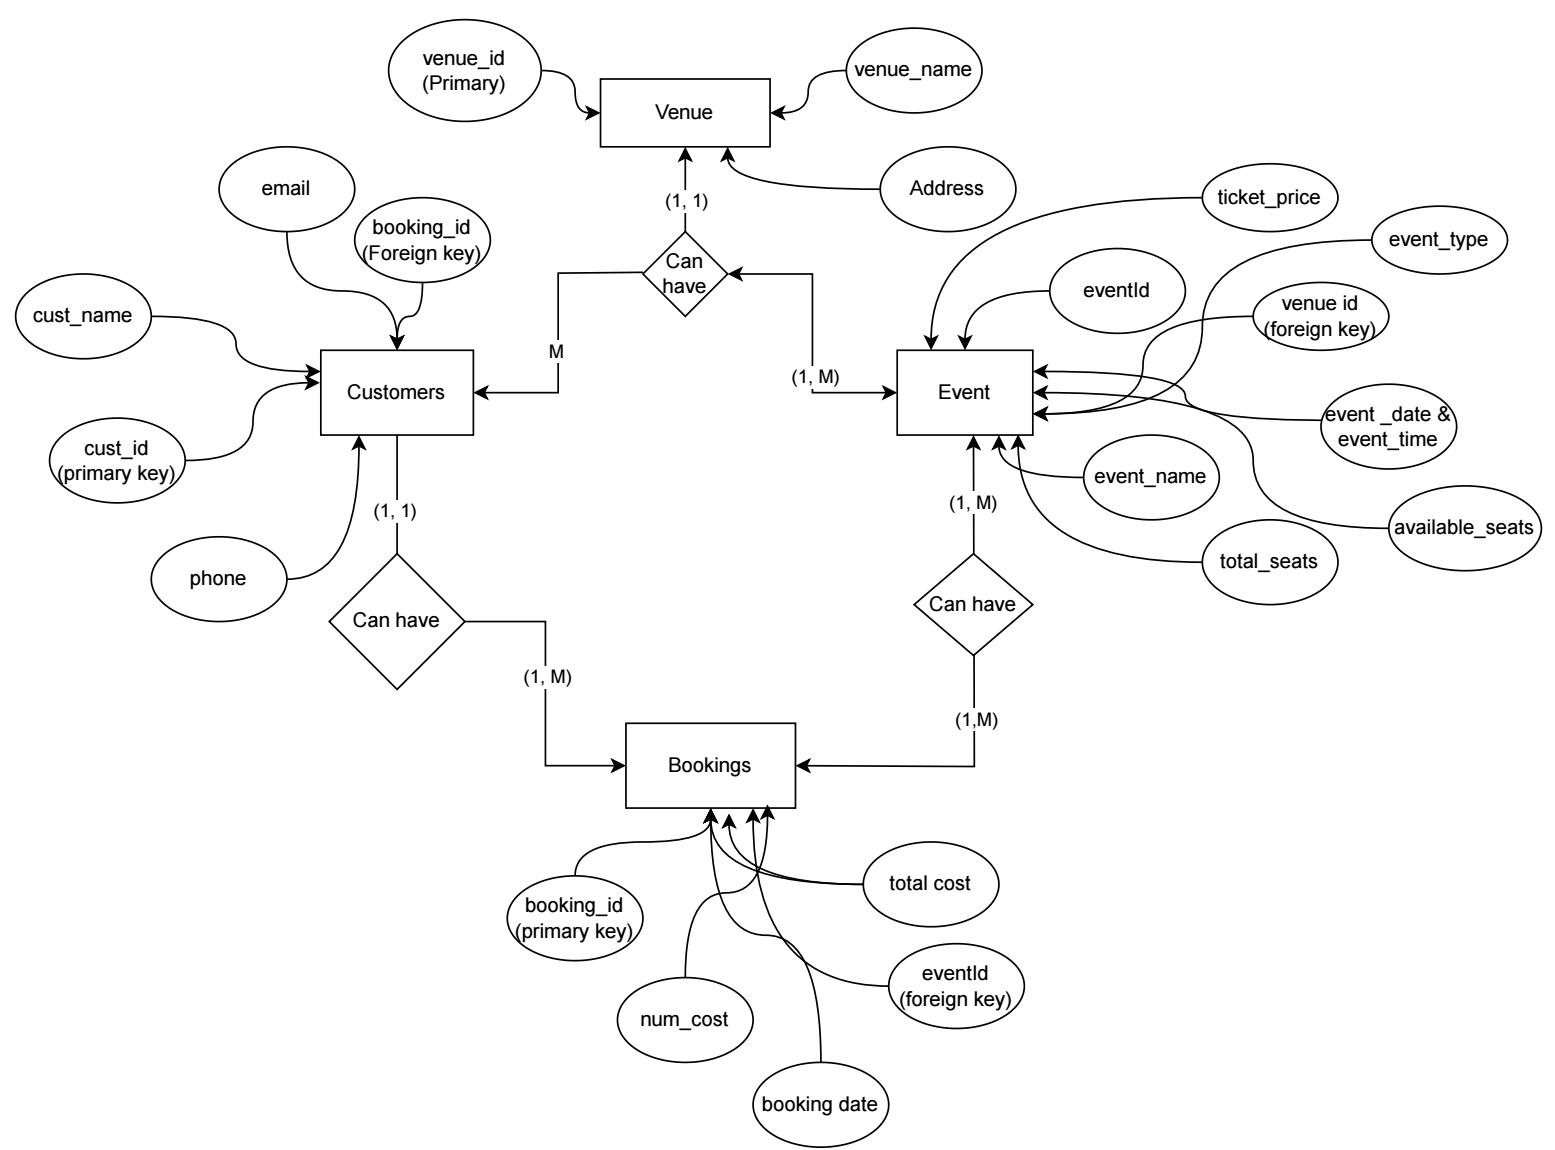 venue_id
(Primary)
venue_name
Venue
email
Address
ticket_price
(1, 1)
booking_id
(Foreign key)
event_type
Can
have
eventId
venue id
(foreign key)
cust_name
M
(1, M)
Customers
Event
event _date &
event_time
cust_id
(primary key)
event_name
(1, 1)
(1, M)
available_seats
total_seats
phone
Can have
Can have
(1, M)
(1,M)
Bookings
total cost
booking_id
(primary key)
eventId
(foreign key)
num_cost
booking date